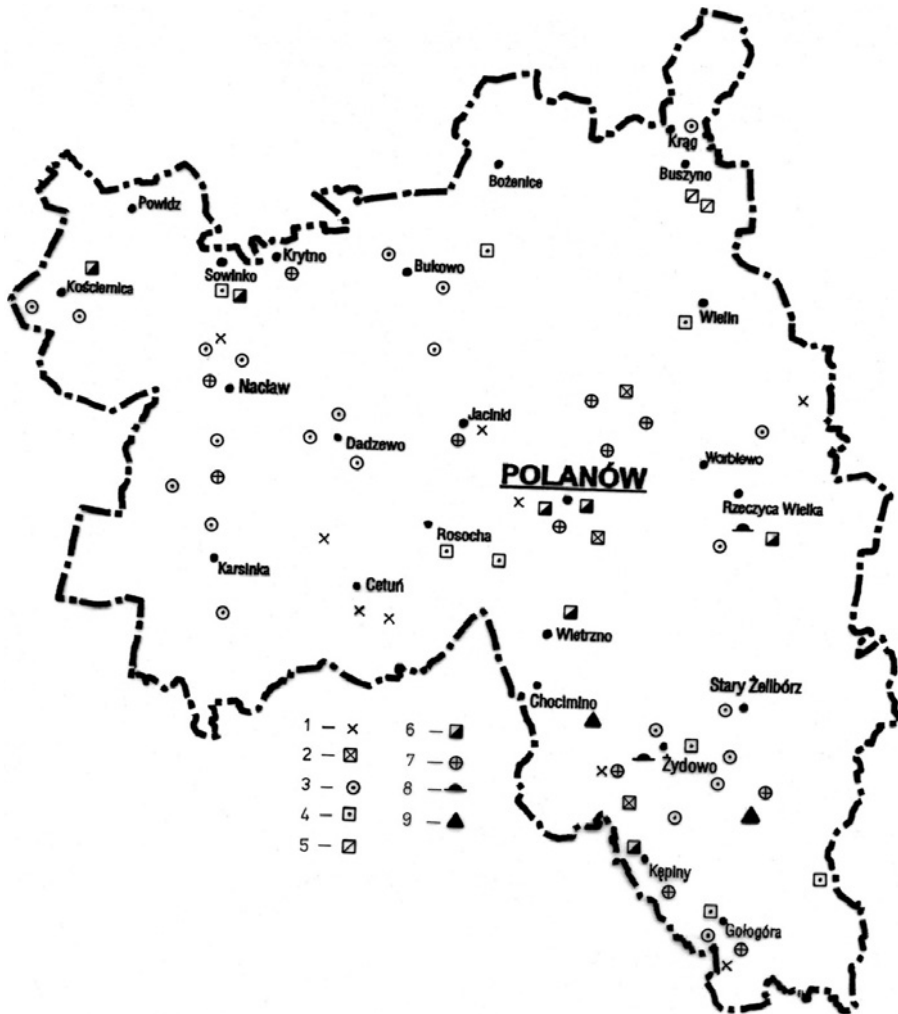 Krąg
Buszyno
Bożenice
Powidz
Krytno
Sowinko
Bukowo
Kościernica
Wielin
Nacław
Jacinki
Dadzewo
Warblewo
POLANÓW
Rzeczyca Wielka
Rosocha
Karsinka
Cetuń
Wietrzno
Stary Żelibórz
Chocimino
1 —
6 —
2 —
7 —
Żydowo
3 —
8 —
4 —
9 —
5 —
Kępiny
Gołogóra